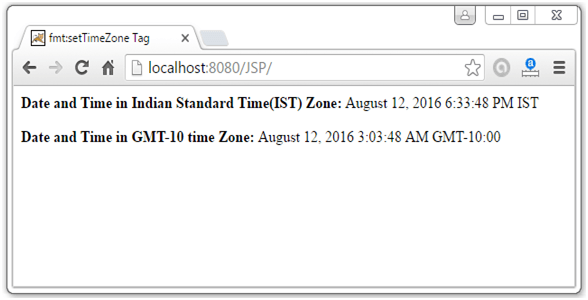 fmt:setTimeZone Tag
localhost:8080/JSP/
Date and Time in Indian Standard Time(IST) Zone: August 12, 2016 6:33:48 PM IST
Date and Time in GMT-10 time Zone: August 12, 2016 3:03:48 AM GMT-10:00